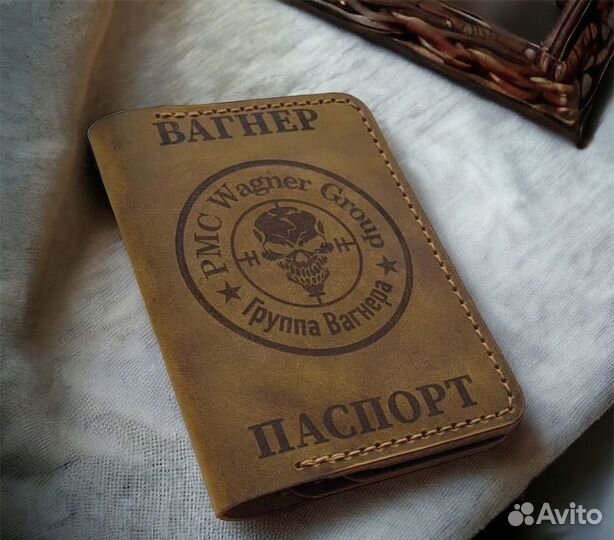 ВАГНЕР
PMC Wagner Group
Группа Вагнера
ПАСПОРТ
Avito